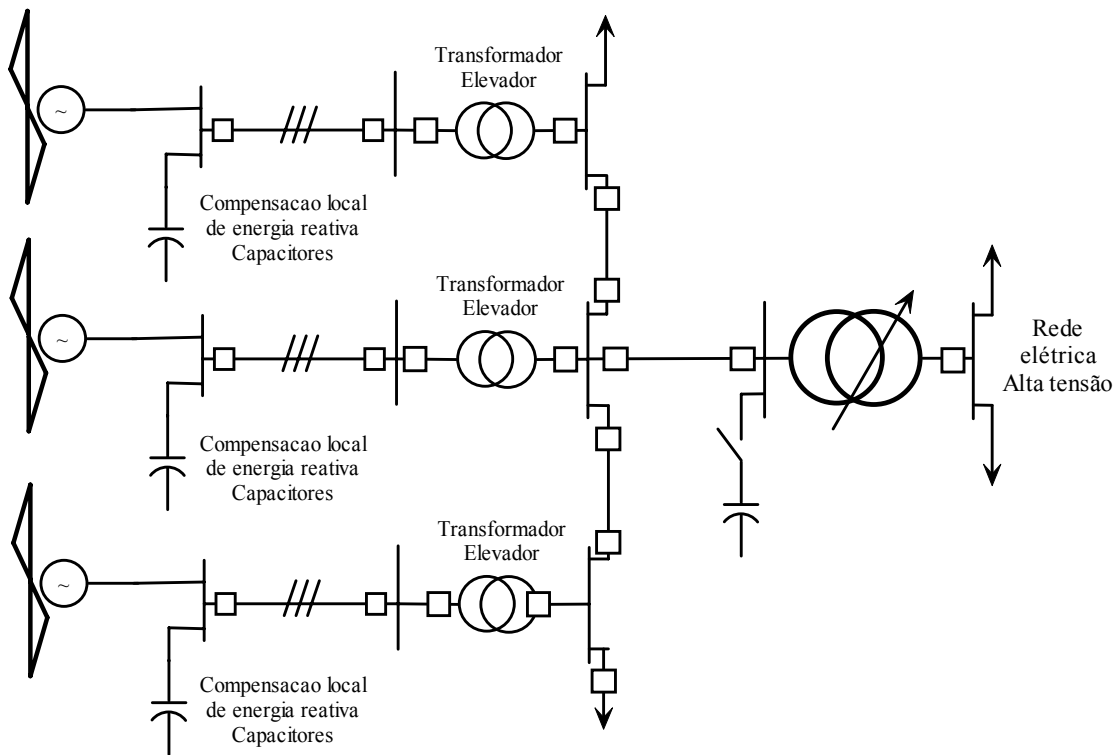 Transformador
Elevador
~
Compensacao local
de energia reativa
Capacitores
Transformador
Elevador
~
Compensacao local
de energia reativa
Capacitores
Rede
elétrica
Alta tensão
Transformador
Elevador
~
Compensacao local
de energia reativa
Capacitores